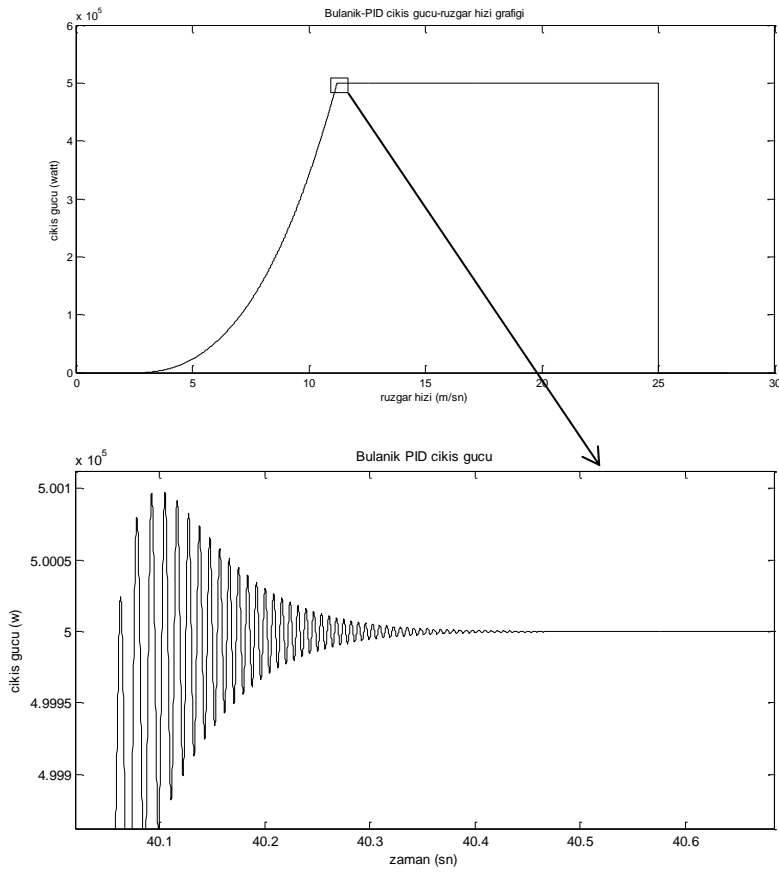 Bulanik-PID cikis gucu-ruzgar hizi grafigi
x 10^5
6
5
4
3
2
1
0
cikis gucu (watt)
0 5 10 15 20 25 30
ruzgar hizi (m/sn)
Bulanik PID cikis gucu
x 10^5
5.001
5.0005
5
4.9995
4.999
cikis gucu (w)
40.1 40.2 40.3 40.4 40.5 40.6
zaman (sn)